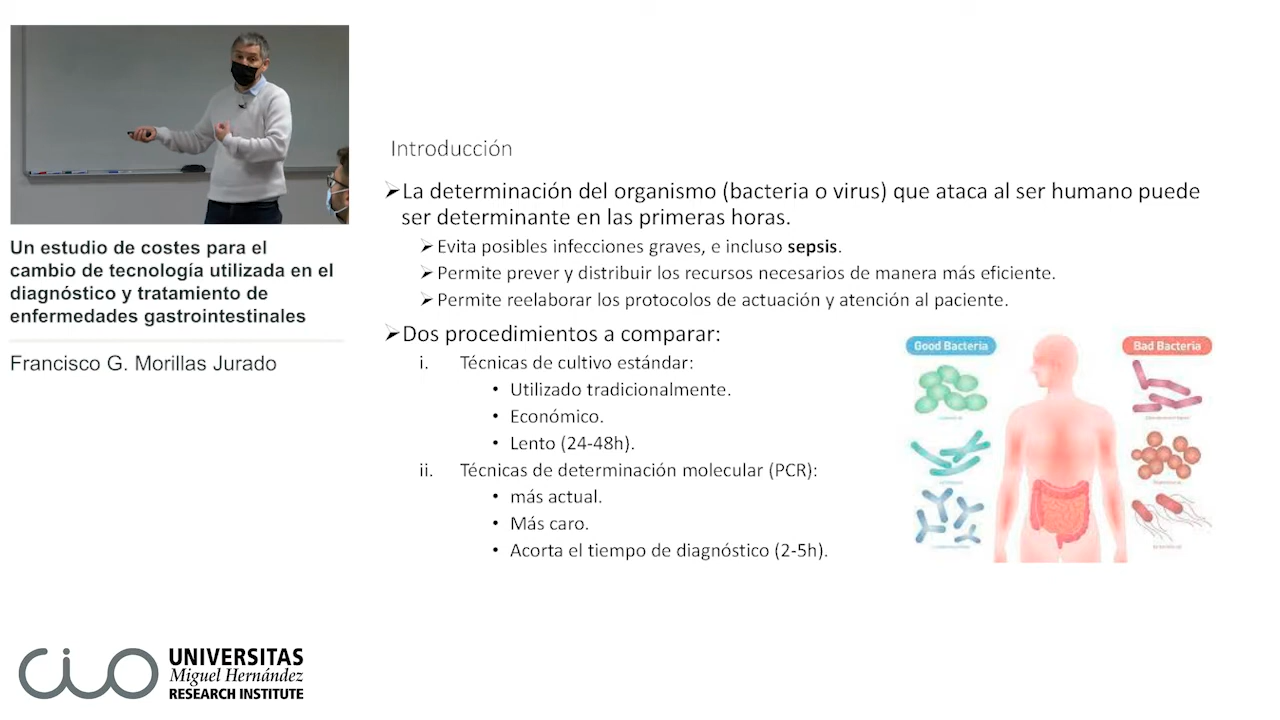 Un estudio de costes para el
cambio de tecnología utilizada en el
diagnóstico y tratamiento de
enfermedades gastrointestinales
Francisco G. Morillas Jurado
Introducción
La determinación del organismo (bacteria o virus) que ataca al ser humano puede
ser determinante en las primeras horas.
Evita posibles infecciones graves, e incluso sepsis.
Permite prever y distribuir los recursos necesarios de manera más eficiente.
Permite reelaborar los protocolos de actuación y atención al paciente.
Dos procedimientos a comparar:
i. Técnicas de cultivo estándar:
• Utilizado tradicionalmente.
• Económico.
• Lento (24-48h).
ii. Técnicas de determinación molecular (PCR):
• más actual.
• Más caro.
• Acorta el tiempo de diagnóstico (2-5h).
Good Bacteria
Bad Bacteria
cio
UNIVERSITAS
Miguel Hernández
RESEARCH INSTITUTE